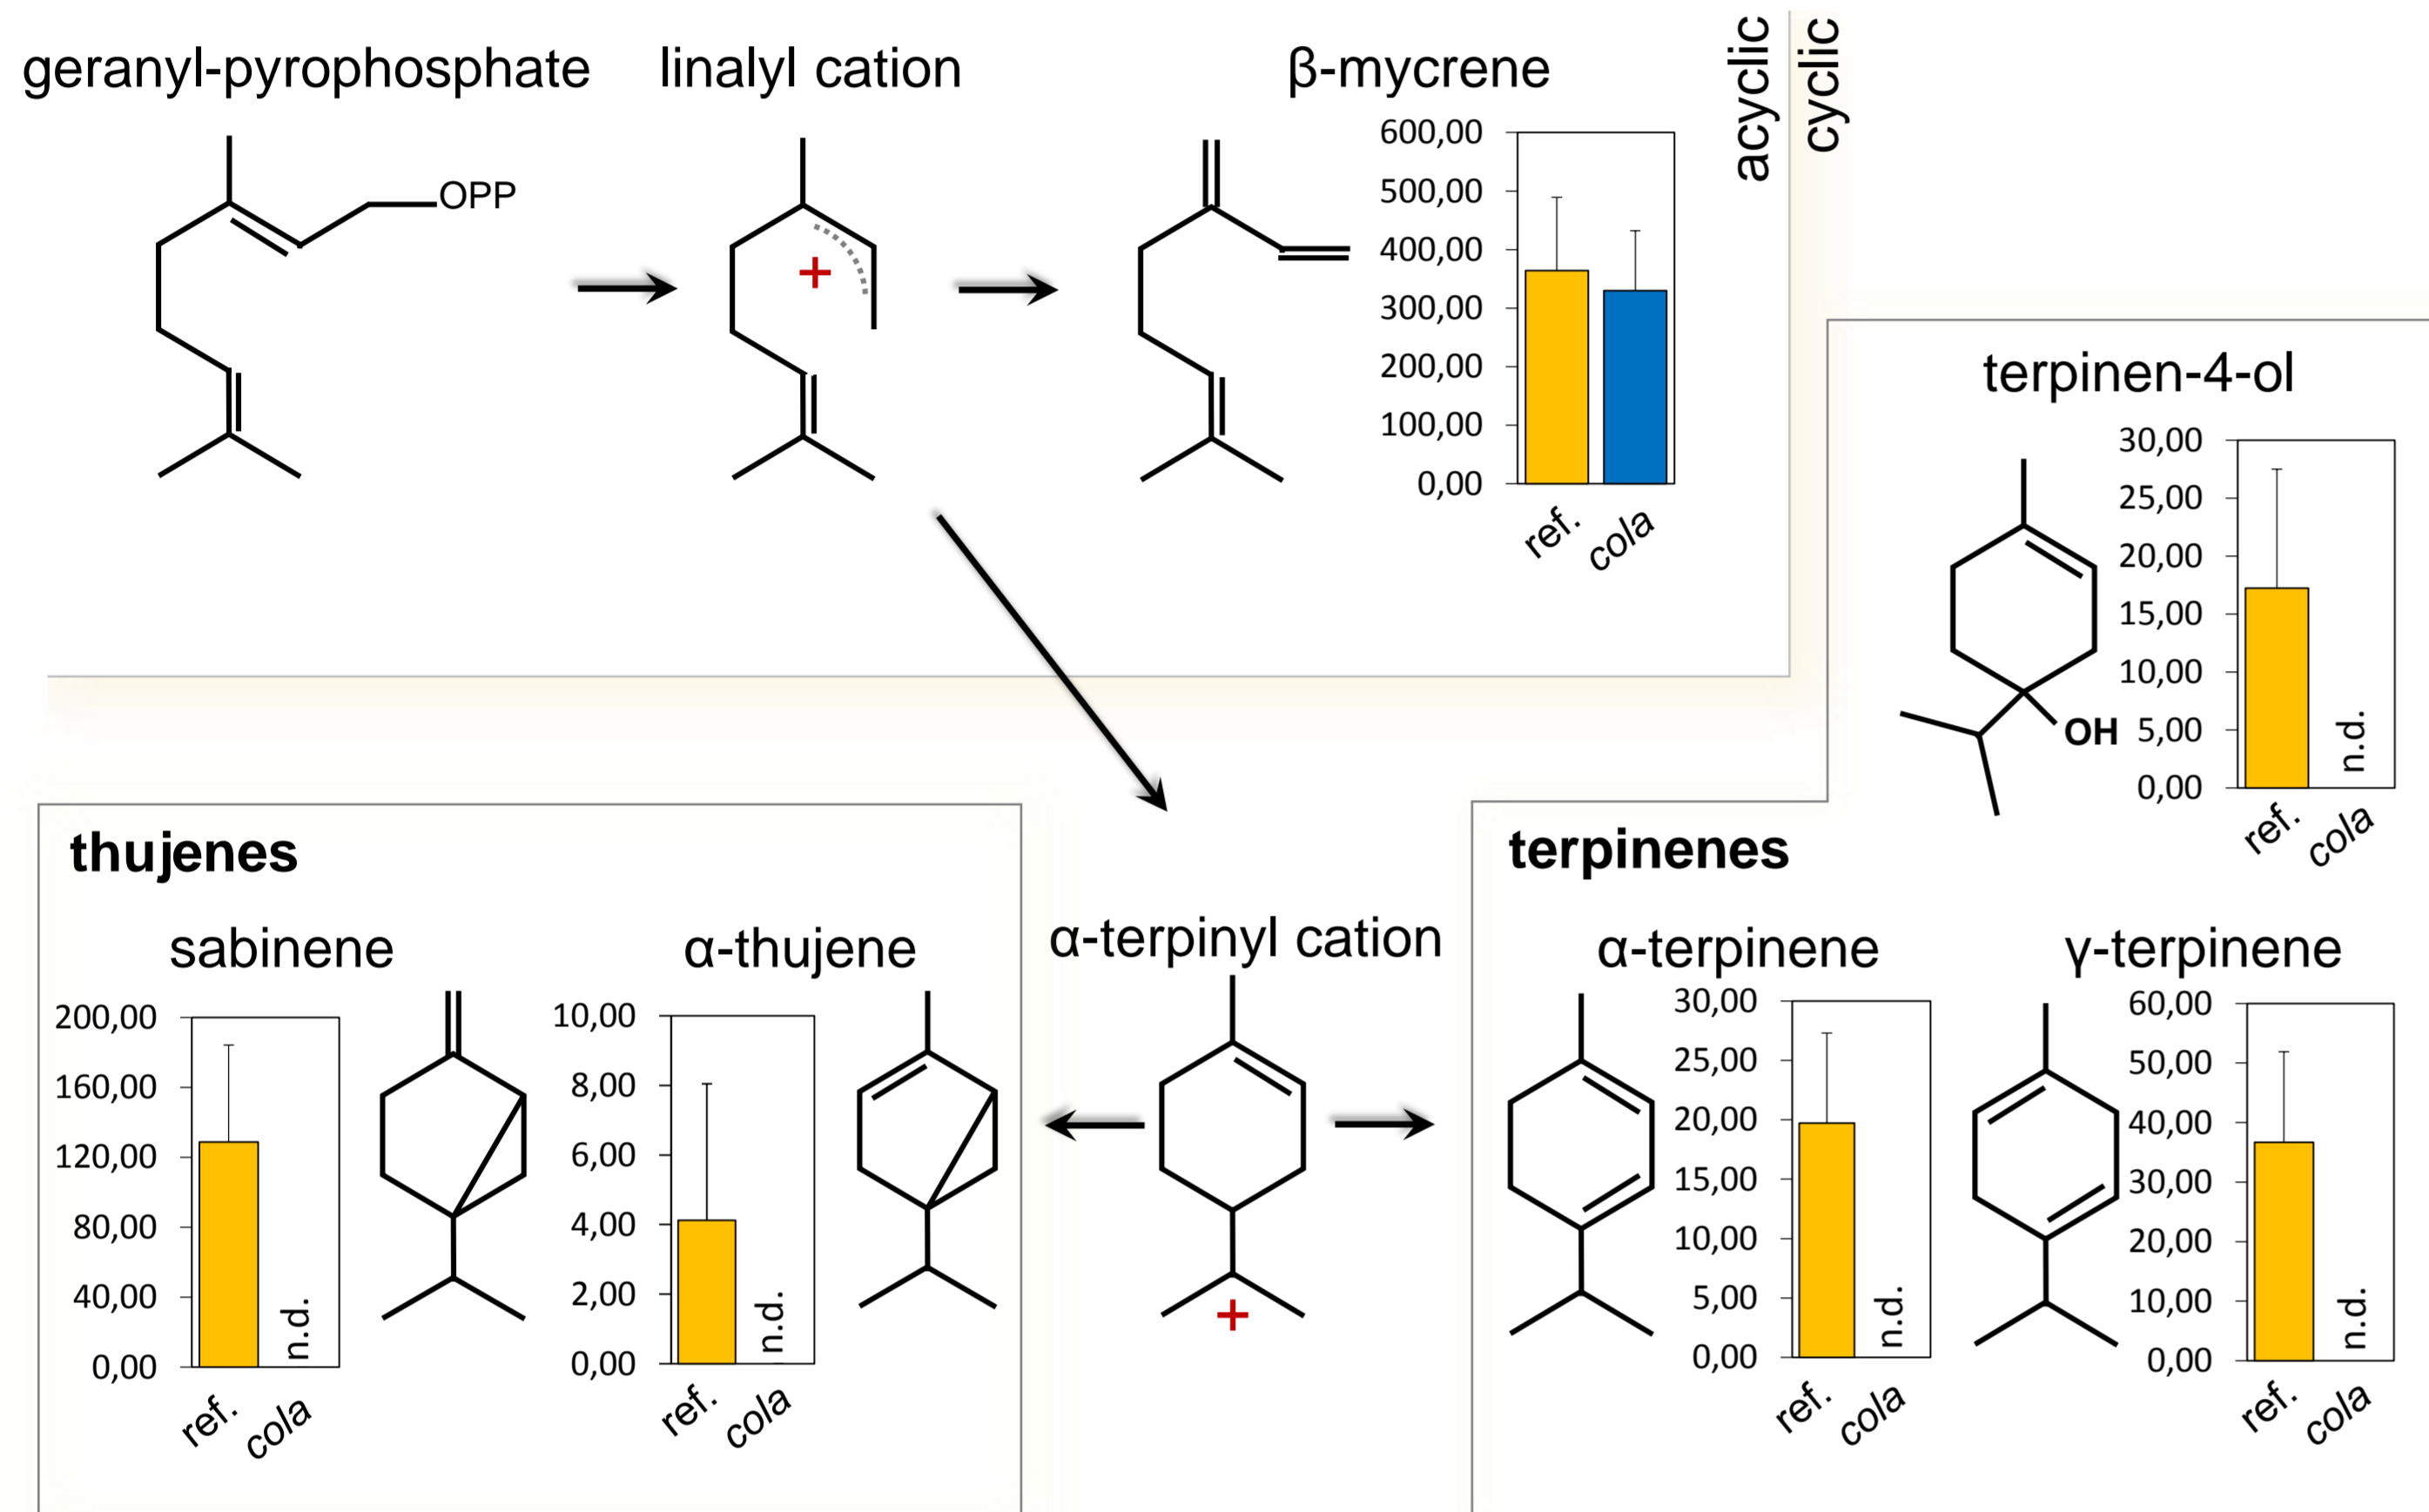 geranyl-pyrophosphate
linalyl cation
β-mycrene
acyclic
cyclic
OPP
+
600,00
500,00
400,00
300,00
200,00
100,00
0,00
ref.
cola
terpinen-4-ol
30,00
25,00
20,00
15,00
10,00
5,00
0,00
OH
n.d.
ref.
cola
thujenes
sabinene
200,00
160,00
120,00
80,00
40,00
0,00
n.d.
ref.
cola
α-thujene
10,00
8,00
6,00
4,00
2,00
0,00
n.d.
ref.
cola
α-terpinyl cation
+
terpinenes
α-terpinene
30,00
25,00
20,00
15,00
10,00
5,00
0,00
n.d.
ref.
cola
γ-terpinene
60,00
50,00
40,00
30,00
20,00
10,00
0,00
n.d.
ref.
cola